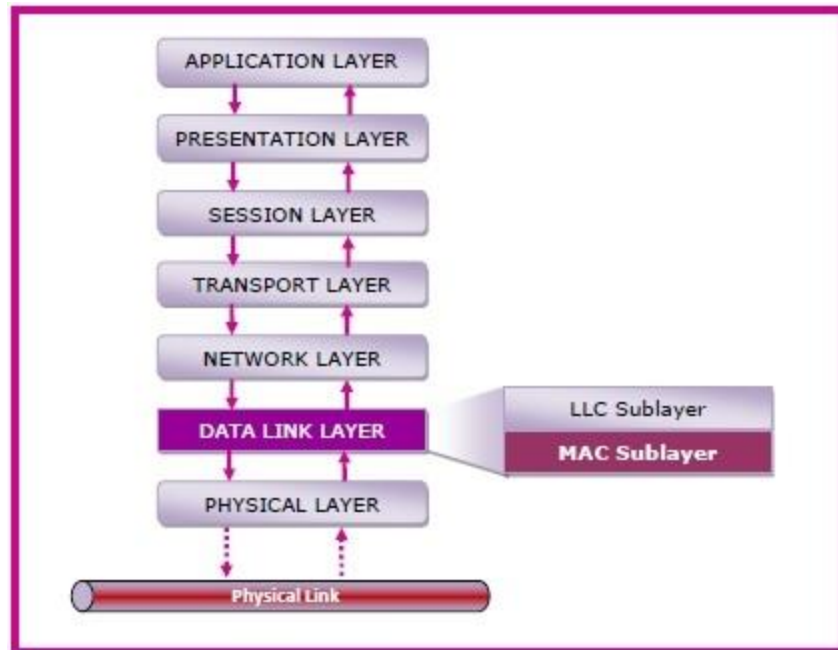 APPLICATION LAYER
PRESENTATION LAYER
SESSION LAYER
TRANSPORT LAYER
NETWORK LAYER
DATA LINK LAYER
LLC Sublayer
MAC Sublayer
PHYSICAL LAYER
Physical Link